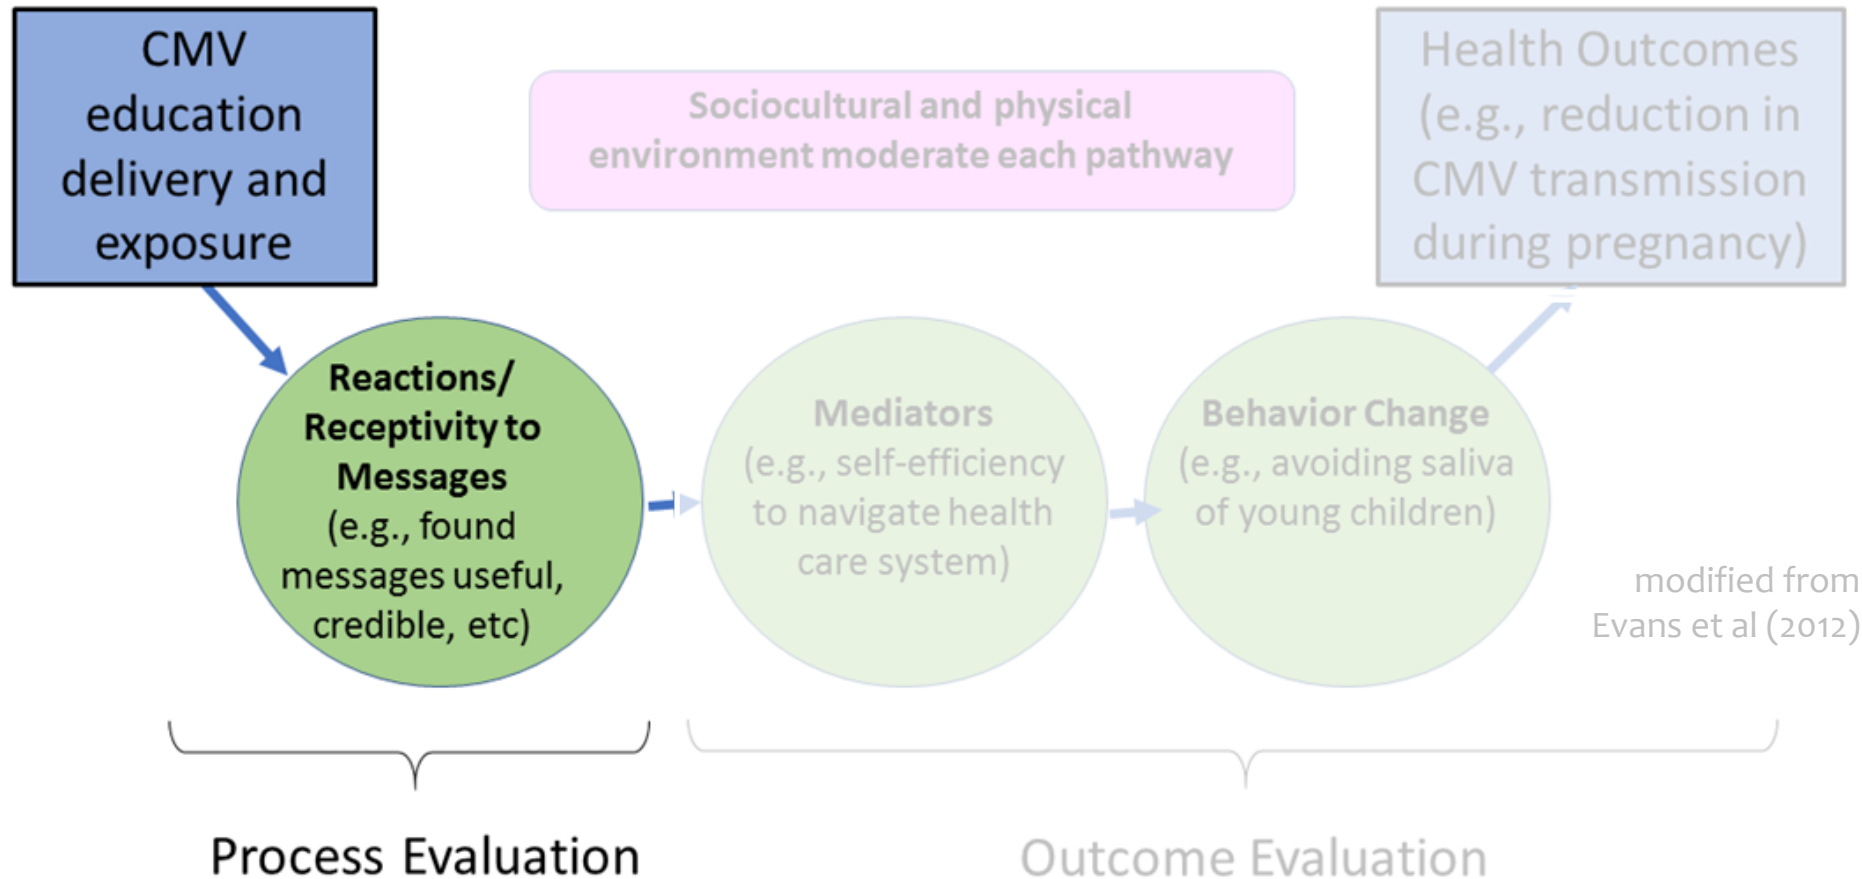 CMV
education
delivery and
exposure
Sociocultural and physical
environment moderate each pathway
Health Outcomes
(e.g., reduction in
CMV transmission
during pregnancy)
Reactions/
Receptivity to
Messages
(e.g., found
messages useful,
credible, etc)
Mediators
(e.g., self-efficiency
to navigate health
care system)
Behavior Change
(e.g., avoiding saliva
of young children)
modified from
Evans et al (2012)
Process Evaluation
Outcome Evaluation